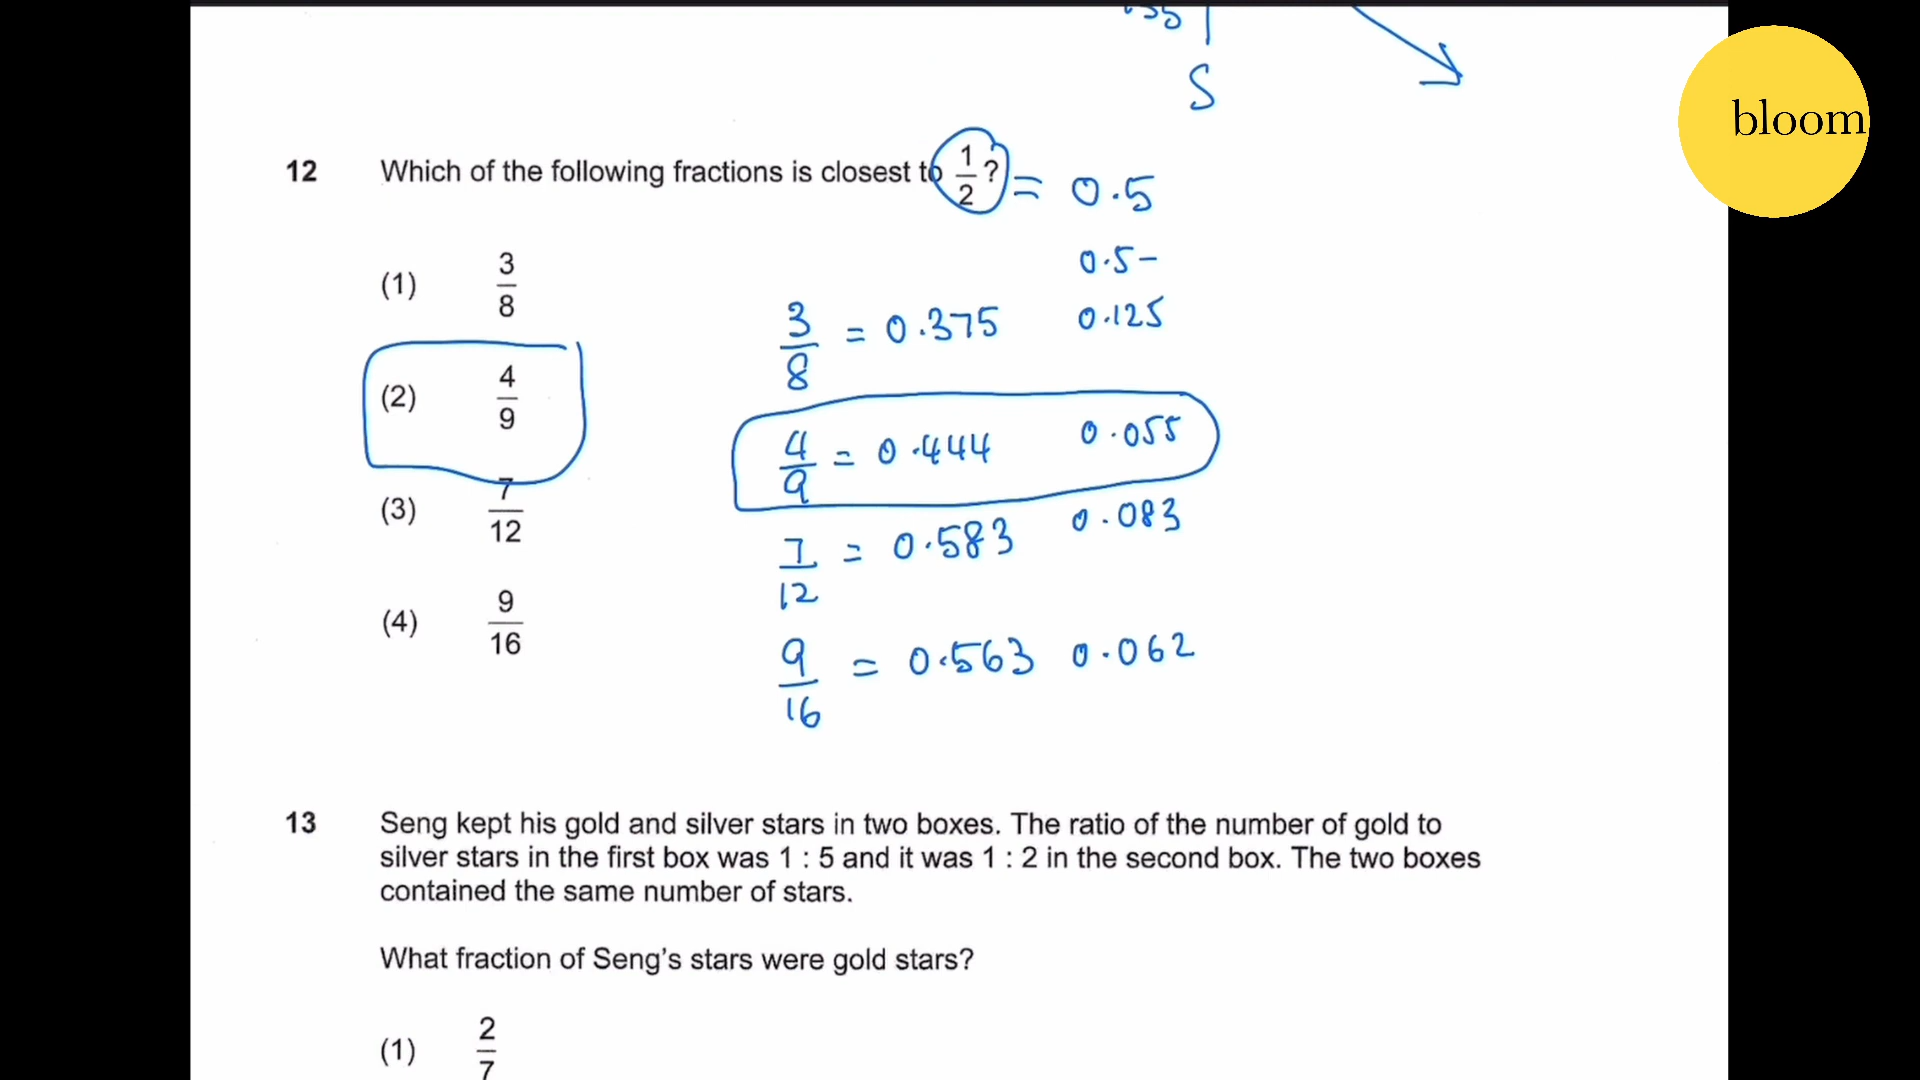 S
bloom
12 Which of the following fractions is closest to 1/2? = 0.5
0.5-
(1) 3/8
3/8 = 0.375 0.125
(2) 4/9
4/9 = 0.444 0.055
(3) 7/12
7/12 = 0.583 0.083
(4) 9/16
9/16 = 0.563 0.062
13 Seng kept his gold and silver stars in two boxes. The ratio of the number of gold to
silver stars in the first box was 1 : 5 and it was 1 : 2 in the second box. The two boxes
contained the same number of stars.
What fraction of Seng's stars were gold stars?
(1) 2/7